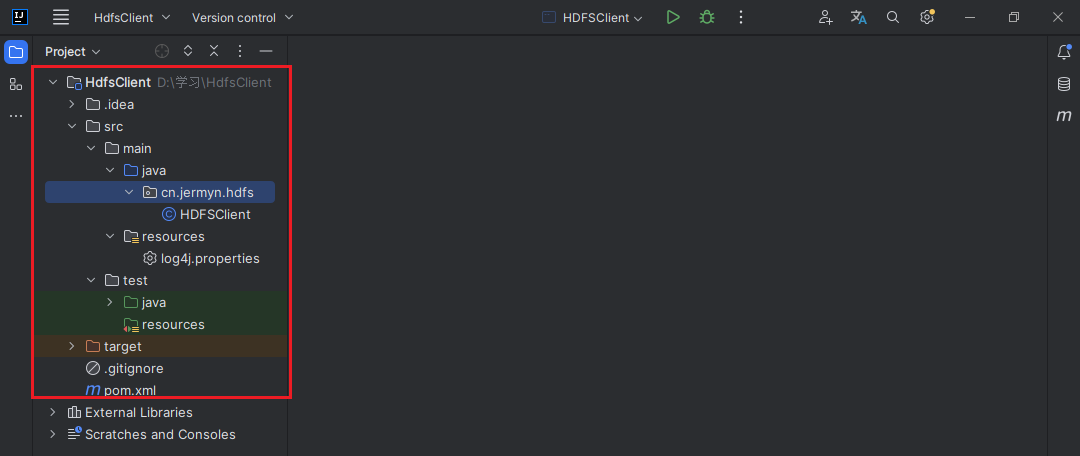 IJ HdfsClient Version control HDFSClient
Project
HdfsClient D:\学习\HdfsClient
.idea
src
main
java
cn.jermyn.hdfs
C HDFSClient
resources
log4j.properties
test
java
resources
target
.gitignore
m pom.xml
External Libraries
Scratches and Consoles
m